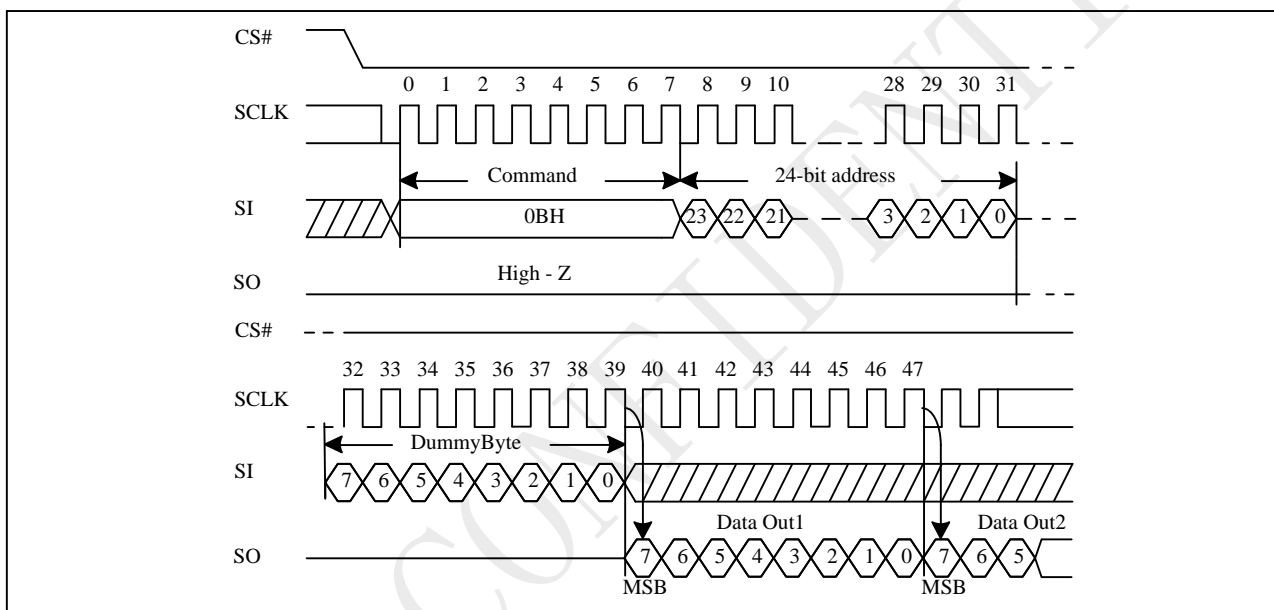 CS#
0 1 2 3 4 5 6 7 8 9 10 28 29 30 31
SCLK
Command 24-bit address
SI 0BH 23 22 21 3 2 1 0
High - Z
SO
CS#
32 33 34 35 36 37 38 39 40 41 42 43 44 45 46 47
SCLK
DummyByte
SI 7 6 5 4 3 2 1 0
Data Out1 Data Out2
SO 7 6 5 4 3 2 1 0 7 6 5
MSB MSB
CONFIDENT